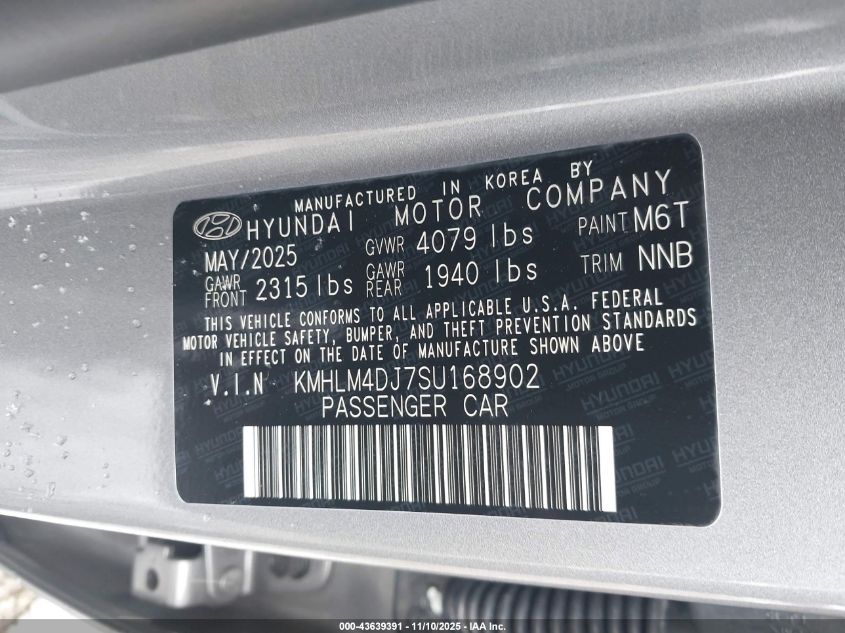 MANUFACTURED IN KOREA BY
HYUNDAI MOTOR COMPANY
MAY/2025 GVWR 4079 lbs PAINT M6T
GAWR FRONT 2315 lbs GAWR REAR 1940 lbs TRIM NNB
THIS VEHICLE CONFORMS TO ALL APPLICABLE U.S.A. FEDERAL
MOTOR VEHICLE SAFETY, BUMPER, AND THEFT PREVENTION STANDARDS
IN EFFECT ON THE DATE OF MANUFACTURE SHOWN ABOVE
V.I.N KMHLM4DJ7SU168902
PASSENGER CAR
000-43639391 - 11/10/2025 - IAAI.COM